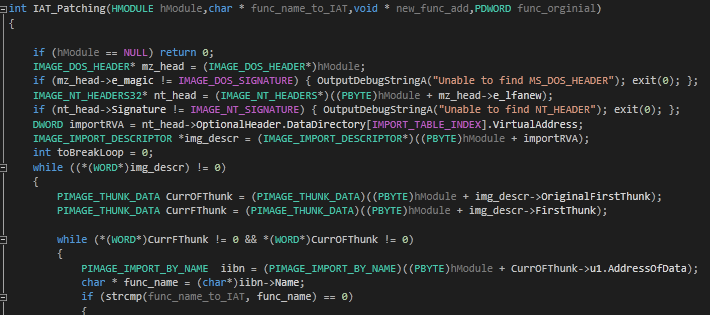 int IAT_Patching(HMODULE hModule,char * func_name_to_IAT,void * new_func_add,PDWORD func_orginial)
{
if (hModule == NULL) return 0;
IMAGE_DOS_HEADER* mz_head = (IMAGE_DOS_HEADER*)hModule;
if (mz_head->e_magic != IMAGE_DOS_SIGNATURE) { OutputDebugStringA("Unable to find MS_DOS_HEADER"); exit(0); };
IMAGE_NT_HEADERS32* nt_head = (IMAGE_NT_HEADERS*)((PBYTE)hModule + mz_head->e_lfanew);
if (nt_head->Signature != IMAGE_NT_SIGNATURE) { OutputDebugStringA("Unable to find NT_HEADER"); exit(0); };
DWORD importRVA = nt_head->OptionalHeader.DataDirectory[IMPORT_TABLE_INDEX].VirtualAddress;
IMAGE_IMPORT_DESCRIPTOR *img_descr = (IMAGE_IMPORT_DESCRIPTOR*)((PBYTE)hModule + importRVA);
int toBreakLoop = 0;
while ((*(WORD*)img_descr) != 0)
{
PIMAGE_THUNK_DATA CurrOFThunk = (PIMAGE_THUNK_DATA)((PBYTE)hModule + img_descr->OriginalFirstThunk);
PIMAGE_THUNK_DATA CurrFThunk = (PIMAGE_THUNK_DATA)((PBYTE)hModule + img_descr->FirstThunk);
while (*(WORD*)CurrFThunk != 0 && *(WORD*)CurrOFThunk != 0)
{
PIMAGE_IMPORT_BY_NAME  iibn = (PIMAGE_IMPORT_BY_NAME)((PBYTE)hModule + CurrOFThunk->u1.AddressOfData);
char * func_name = (char*)iibn->Name;
if (strcmp(func_name_to_IAT, func_name) == 0)
{